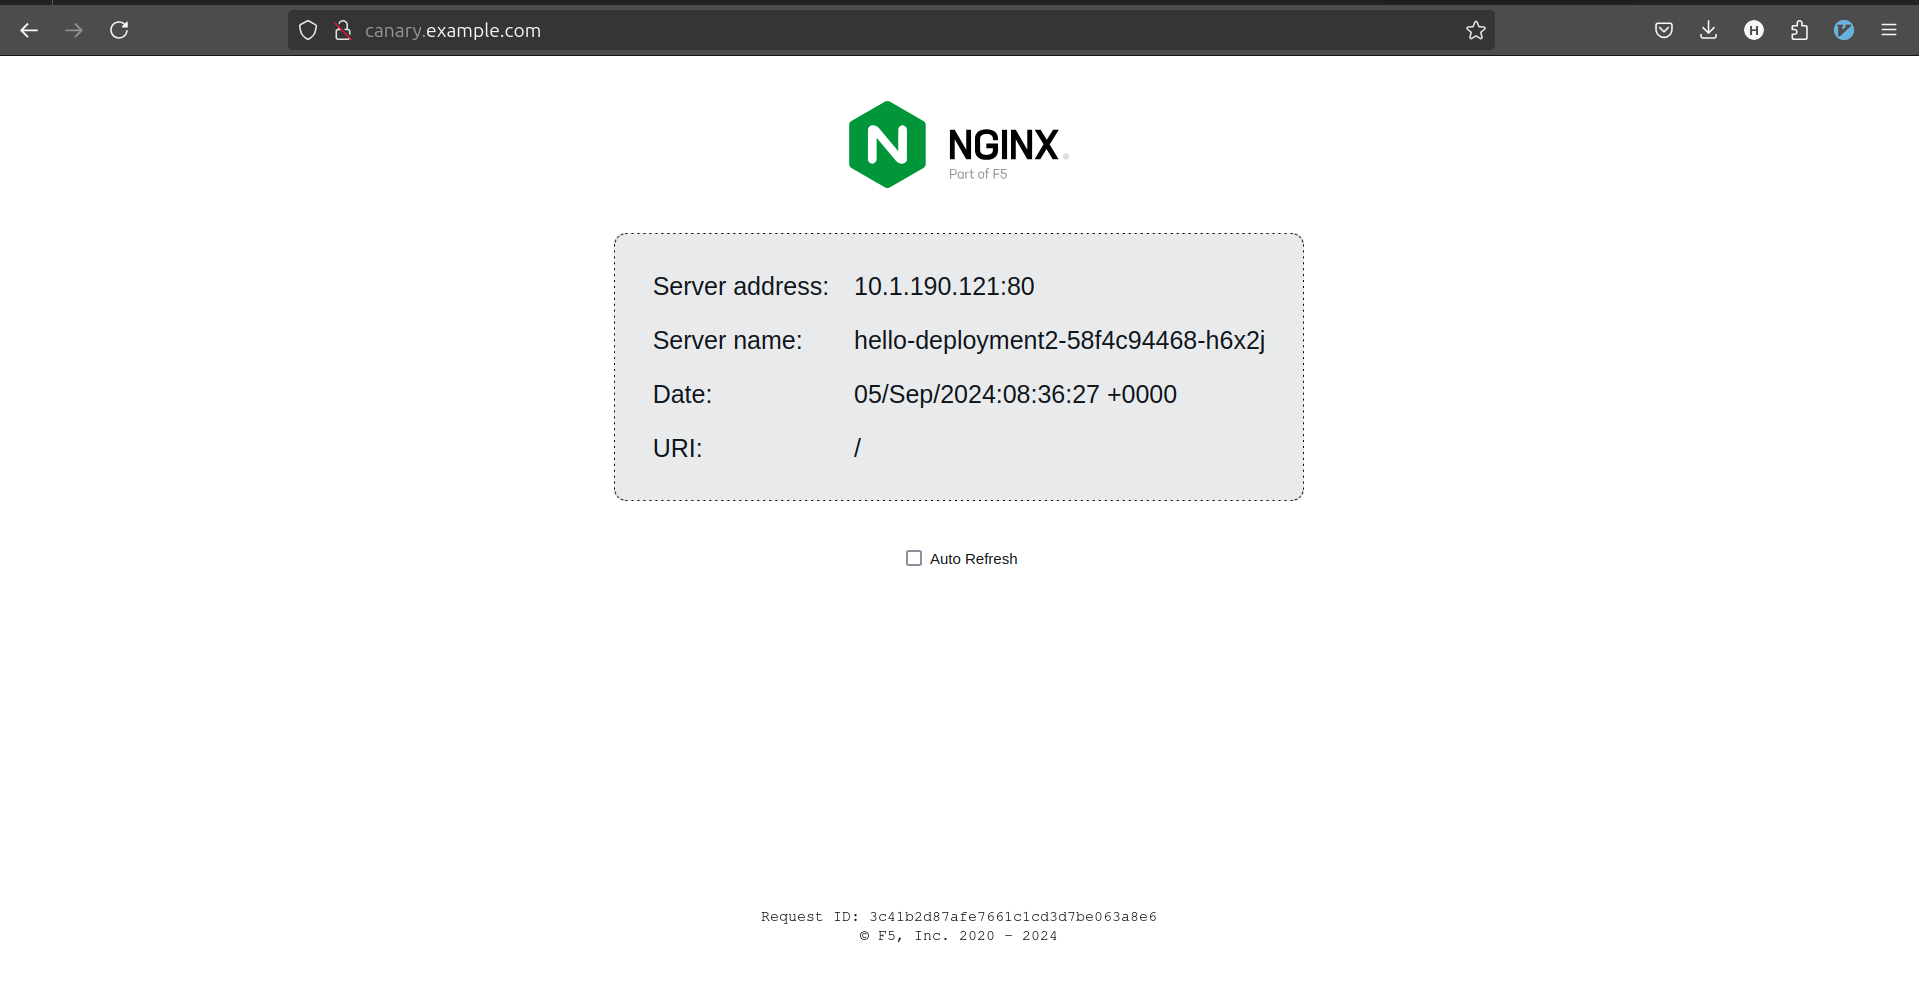 canary.example.com
H
N NGINX®
Part of F5
Server address: 10.1.190.121:80
Server name: hello-deployment2-58f4c94468-h6x2j
Date: 05/Sep/2024:08:36:27 +0000
URI: /
Auto Refresh
Request ID: 3c41b2d87afe7661c1cd3d7be063a8e6
© F5, Inc. 2020 - 2024